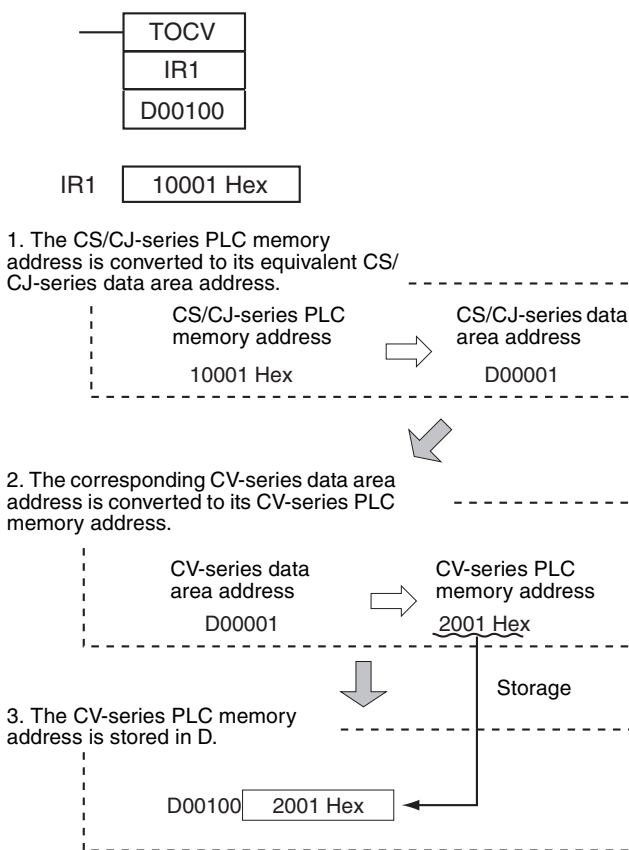 TOCV
IR1
D00100
IR1 10001 Hex
1. The CS/CJ-series PLC memory
address is converted to its equivalent CS/
CJ-series data area address.
CS/CJ-series PLC
memory address
CS/CJ-series data
area address
10001 Hex
D00001
2. The corresponding CV-series data area
address is converted to its CV-series PLC
memory address.
CV-series data
area address
CV-series PLC
memory address
D00001
2001 Hex
Storage
3. The CV-series PLC memory
address is stored in D.
D00100 2001 Hex